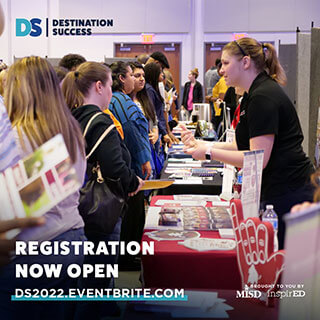 DS DESTINATION
SUCCESS
REGISTRATION
NOW OPEN
DS2022.EVENTBRITE.COM
BROUGHT TO YOU BY
MISD inspirED